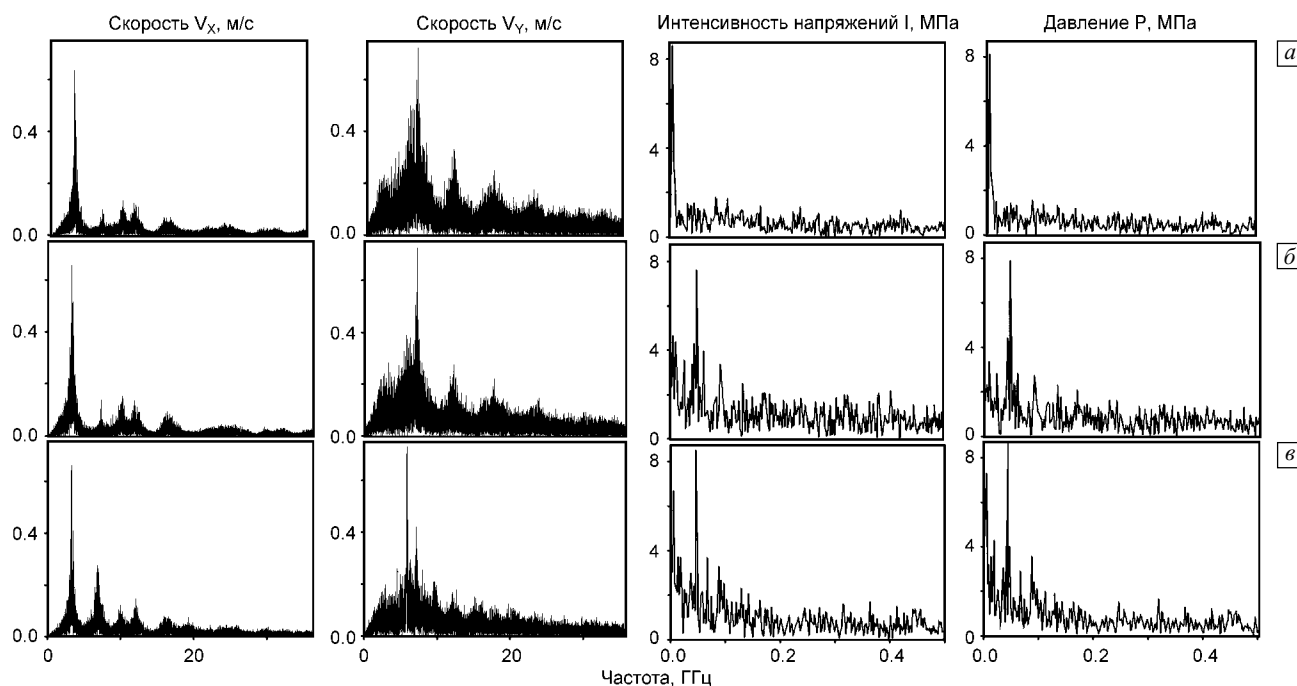 Скорость Vₓ, м/с Скорость V_Y, м/с Интенсивность напряжений I, МПа Давление P, МПа
0.4 0.4 8 8 а
4 4
0.0 0.0 0 0
0.4 0.4 8 8 б
4 4
0.0 0.0 0 0
0.4 0.4 8 8 в
4 4
0.0 0.0 0 0
0 20 0 20 0.0 0.2 0.4 0.0 0.2 0.4
Частота, ГГц